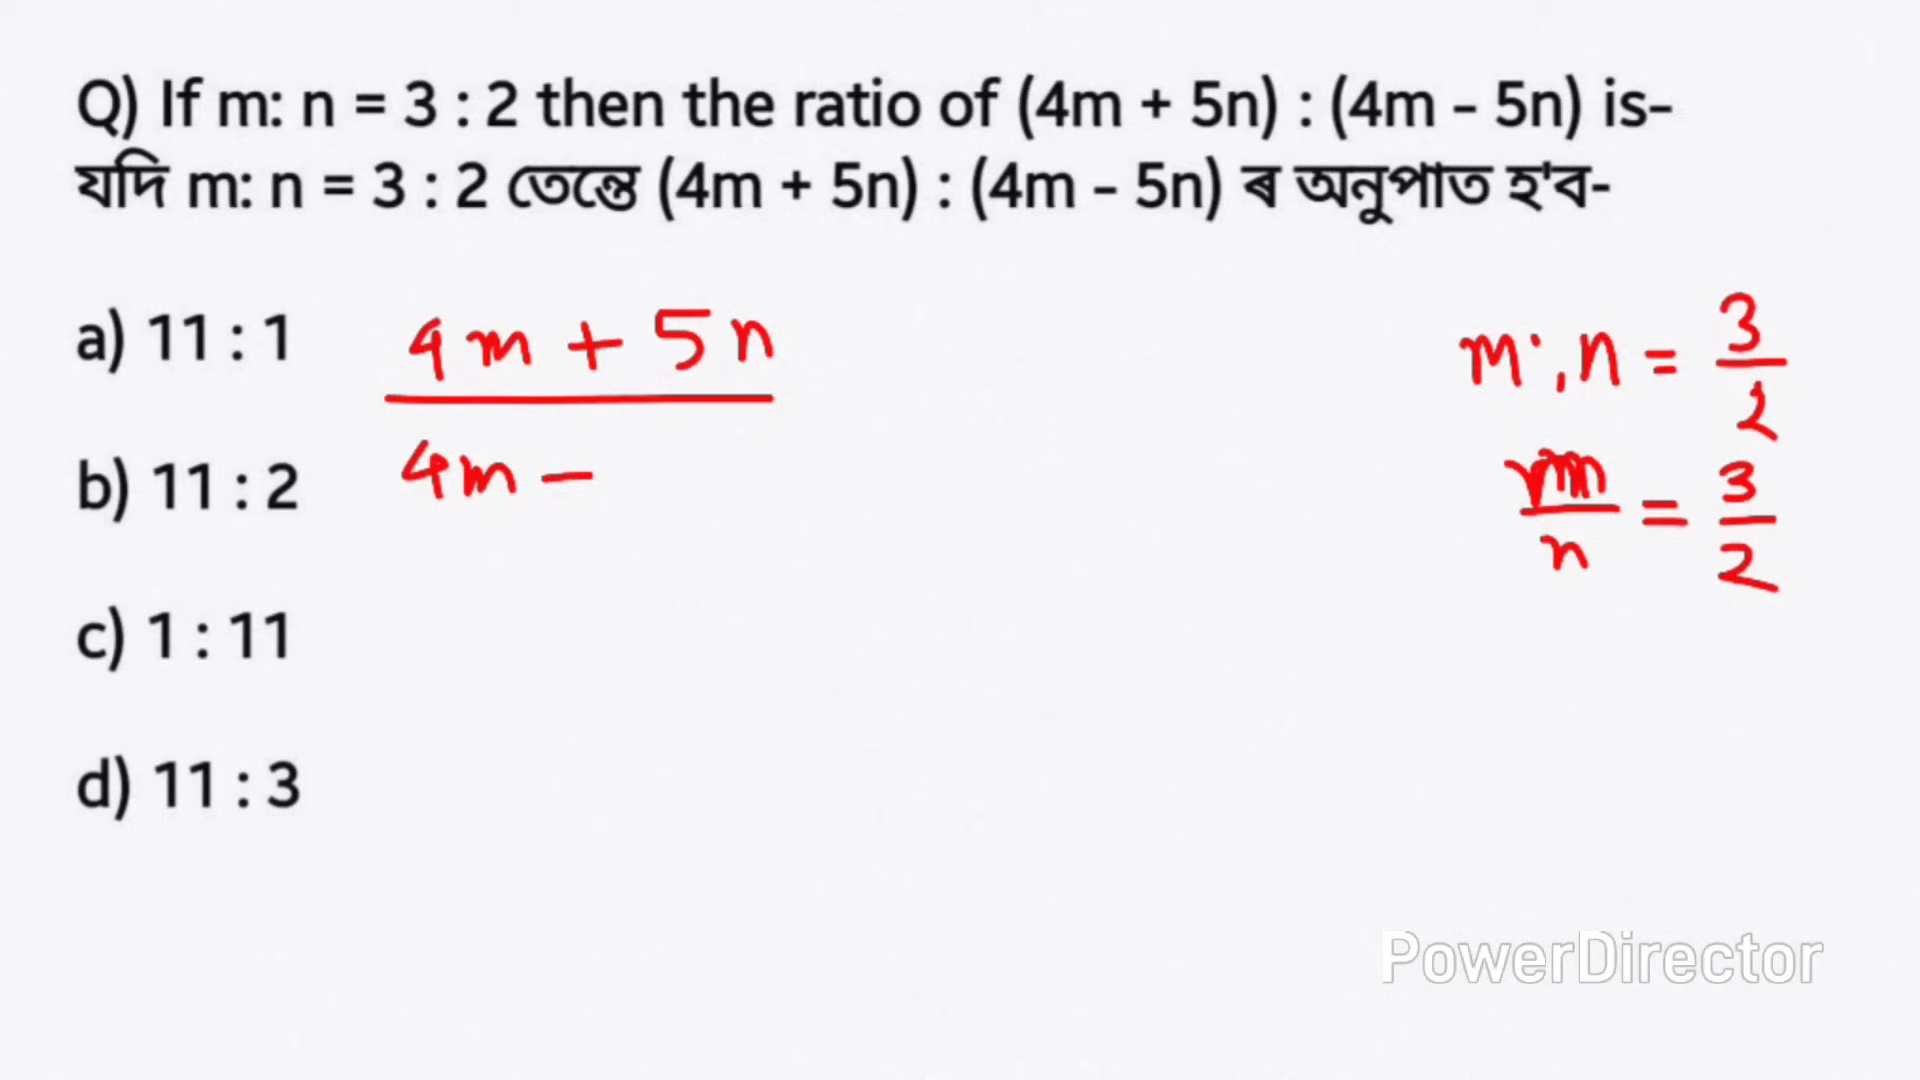 Q) If m: n = 3 : 2 then the ratio of (4m + 5n) : (4m - 5n) is-
যদি m: n = 3 : 2 তেন্তে (4m + 5n) : (4m - 5n) ৰ অনুপাত হ'ব-
a) 11 : 1
4m + 5n
4m -
m : n = 3/2
m/n = 3/2
b) 11 : 2
c) 1 : 11
d) 11 : 3
PowerDirector